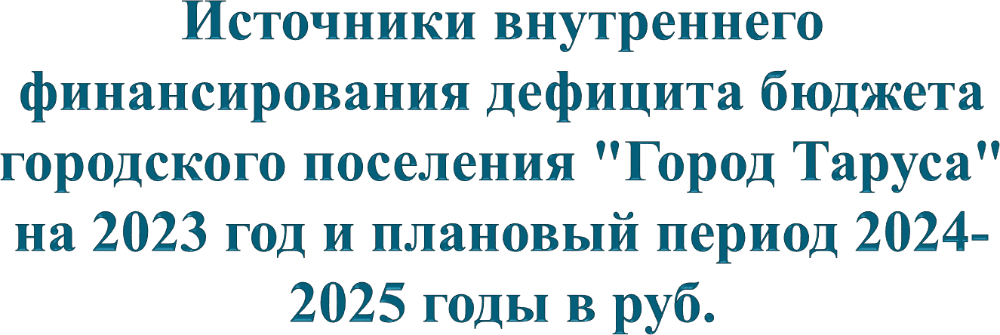 Источники внутреннего
финансирования дефицита бюджета
городского поселения "Город Таруса"
на 2023 год и плановый период 2024-
2025 годы в руб.